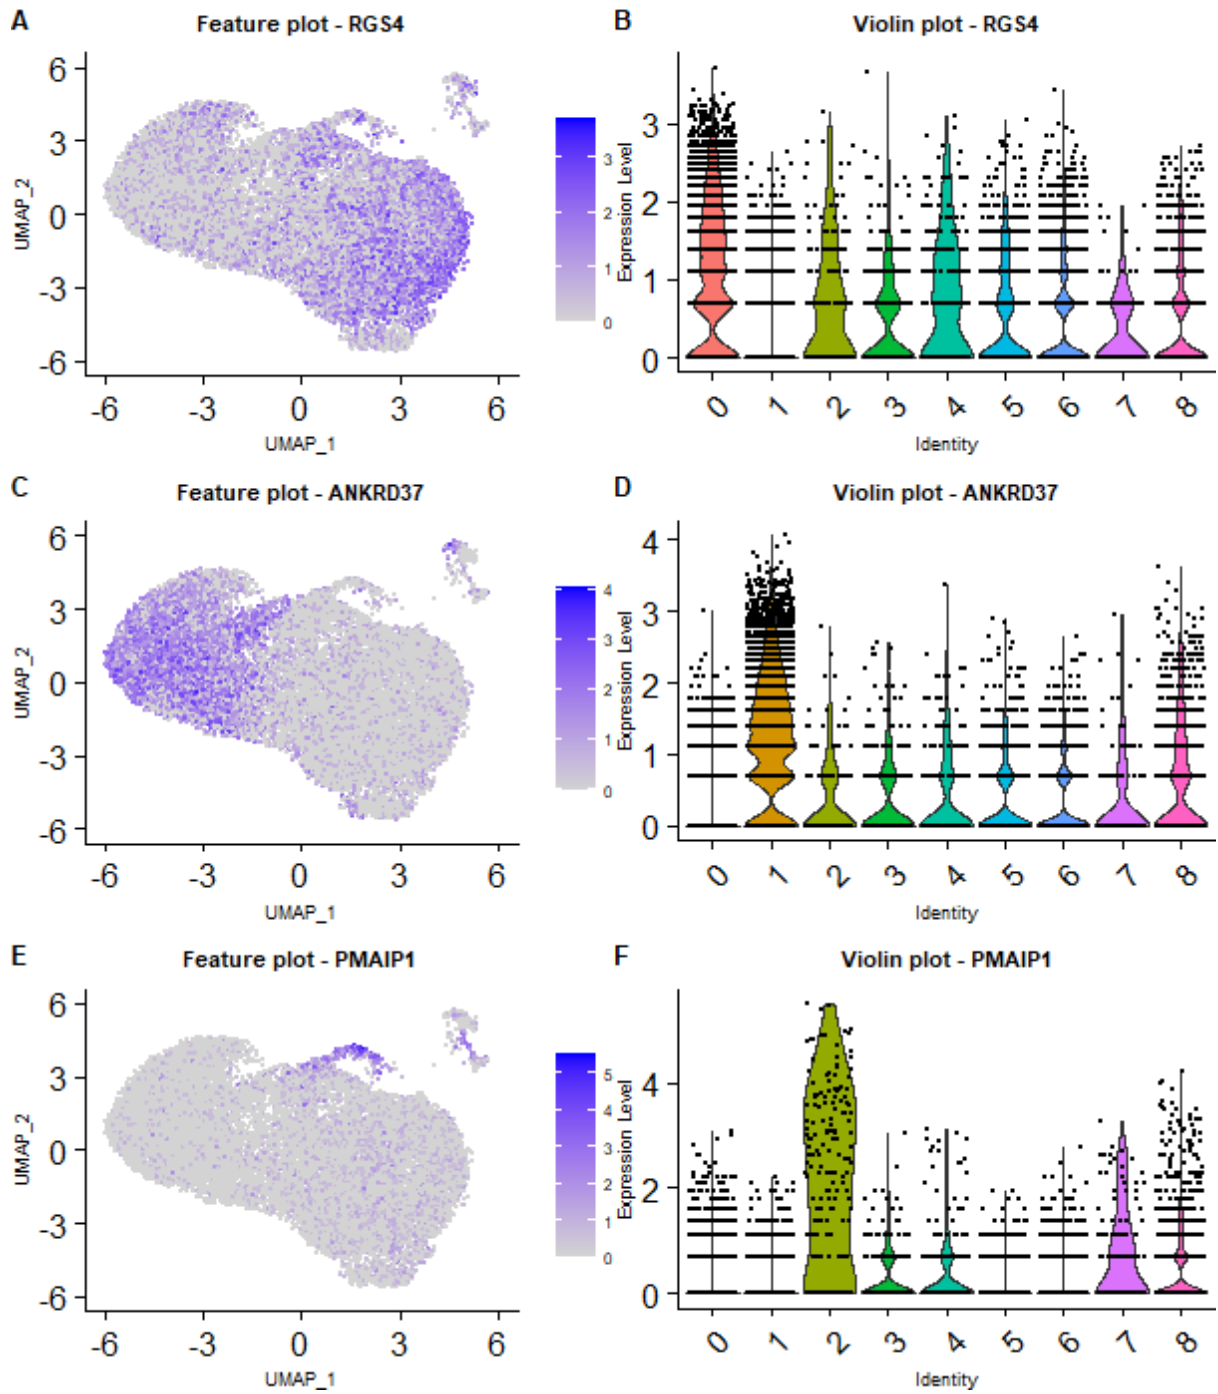 A Feature plot - RGS4
6
3
0
-3
-6
UMAP_2
-6 -3 0 3 6
UMAP_1
3
2
1
0
Expression Level
B Violin plot - RGS4
3
2
1
0
0 1 2 3 4 5 6 7 8
Identity
C Feature plot - ANKRD37
6
3
0
-3
-6
UMAP_2
-6 -3 0 3 6
UMAP_1
4
3
2
1
0
Expression Level
D Violin plot - ANKRD37
4
3
2
1
0
0 1 2 3 4 5 6 7 8
Identity
E Feature plot - PMAIP1
6
3
0
-3
-6
UMAP_2
-6 -3 0 3 6
UMAP_1
5
4
3
2
1
0
Expression Level
F Violin plot - PMAIP1
4
2
0
0 1 2 3 4 5 6 7 8
Identity